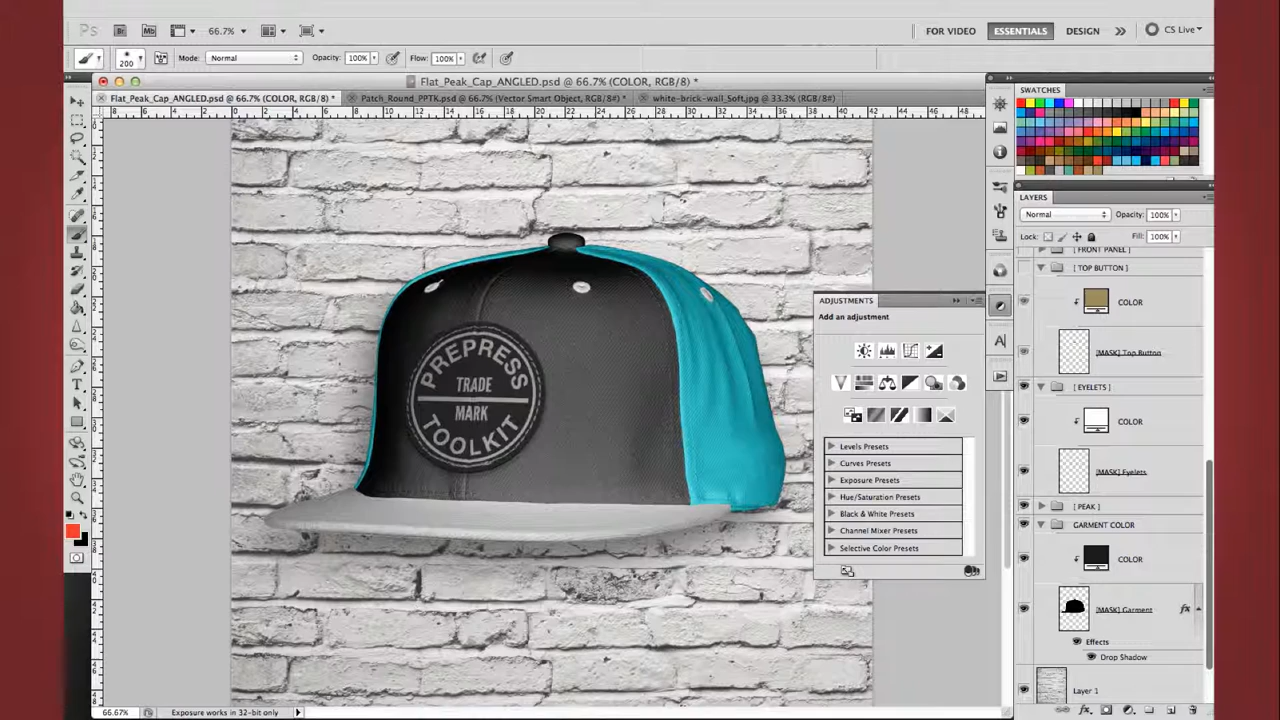 Ps Br Mb 66.7% FOR VIDEO ESSENTIALS DESIGN CS Live
200 Mode: Normal Opacity: 100% Flow: 100%
Flat_Peak_Cap_ANGLED.psd @ 66.7% (COLOR, RGB/8) *
Flat_Peak_Cap_ANGLED.psd @ 66.7% (COLOR, RGB/8) * Patch_Round_PPTK.psd @ 66.7% (Vector Smart Object, RGB/8#) * white-brick-wall_Soft.jpg @ 33.3% (RGB/8#)
SWATCHES
LAYERS
Normal Opacity: 100%
Lock: Fill: 100%
[ FRONT PANEL ]
[ TOP BUTTON ]
COLOR
[MASK] Top Button
[ EYELETS ]
COLOR
[MASK] Eyelets
[ PEAK ]
GARMENT COLOR
COLOR
[MASK] Garment fx
Effects
Drop Shadow
Layer 1
ADJUSTMENTS
Add an adjustment
Levels Presets
Curves Presets
Exposure Presets
Hue/Saturation Presets
Black & White Presets
Channel Mixer Presets
Selective Color Presets
PREPRESS
TRADE
MARK
TOOLKIT
66.67% Exposure works in 32-bit only